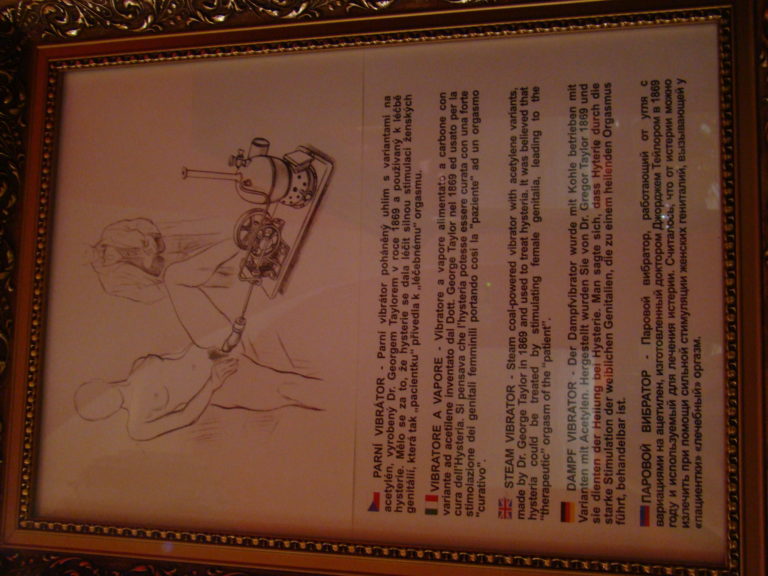 PARNÍ VIBRÁTOR - Parní vibrátor poháněný uhlím s variantami na
acetylén, vyrobený Dr. Georgem Taylorem v roce 1869 a používaný k léčbě
hysterie. Mělo se za to, že hysterie se dala léčit silnou stimulací ženských
genitálií, která tak „pacientku" přivedla k „léčebnému" orgasmu.
VIBRATORE A VAPORE - Vibratore a vapore alimentato a carbone con
variante ad acetilene inventato dal Dott. George Taylor nel 1869 ed usato per la
cura dell'Hysteria. Si pensava che l'hysteria potesse essere curata con una forte
stimolazione dei genitali femminili portando così la "paziente" ad un orgasmo
"curativo".
STEAM VIBRATOR - Steam coal-powered vibrator with acetylene variants,
made by Dr. George Taylor in 1869 and used to treat hysteria. It was believed that
hysteria could be treated by stimulating female genitalia, leading to the
"therapeutic" orgasm of the "patient".
DAMPF VIBRATOR - Der Dampfvibrator wurde mit Kohle betrieben mit
Varianten mit Acetylen. Hergestellt wurden Sie von Dr. Gregor Taylor 1869 und
sie dienten der Heilung bei Hysterie. Man sagte sich, dass Hyterie durch die
starke Stimulation der weiblichen Genitalien, die zu einem heilenden Orgasmus
führt, behandelbar ist.
ПАРОВОЙ ВИБРАТОР - Паровой вибратор, работающий от угля с
вариациями на ацетилен, изготовленный доктором Джорджем Тейлором в 1869
году и используемый для лечения истерии. Считалось, что от истерии можно
излечить при помощи сильной стимуляции женских гениталий, вызывающей у
«пациентки» «лечебный» оргазм.